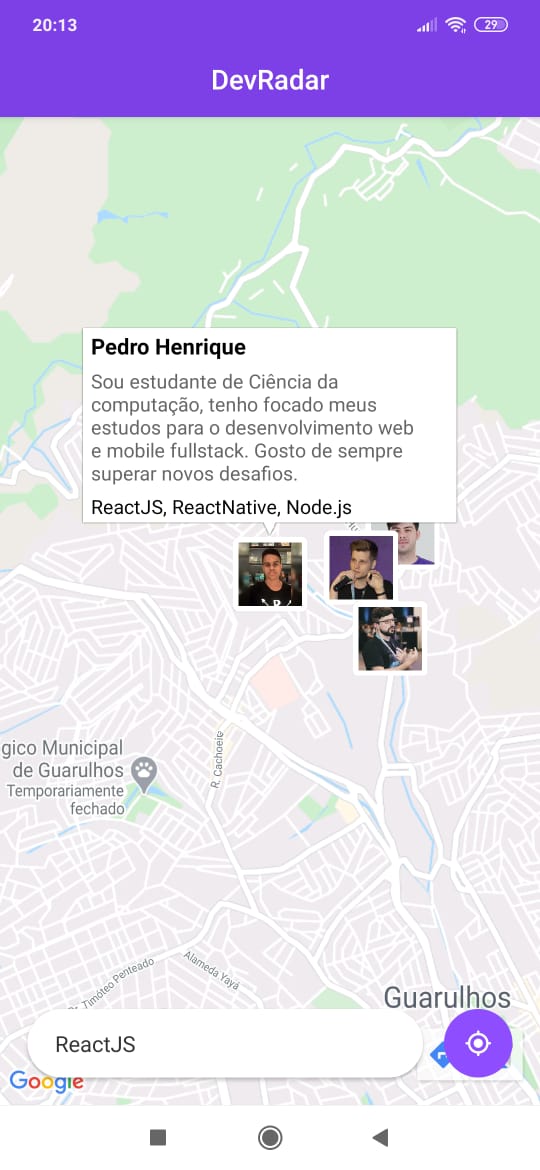 20:13
29
DevRadar
Pedro Henrique
Sou estudante de Ciência da
computação, tenho focado meus
estudos para o desenvolvimento web
e mobile fullstack. Gosto de sempre
superar novos desafios.
ReactJS, ReactNative, Node.js
gico Municipal
de Guarulhos
Temporariamente
fechado
R. Cachoeir
Timóteo Penteado
Alameda Yayá
Guarulhos
ReactJS
Google